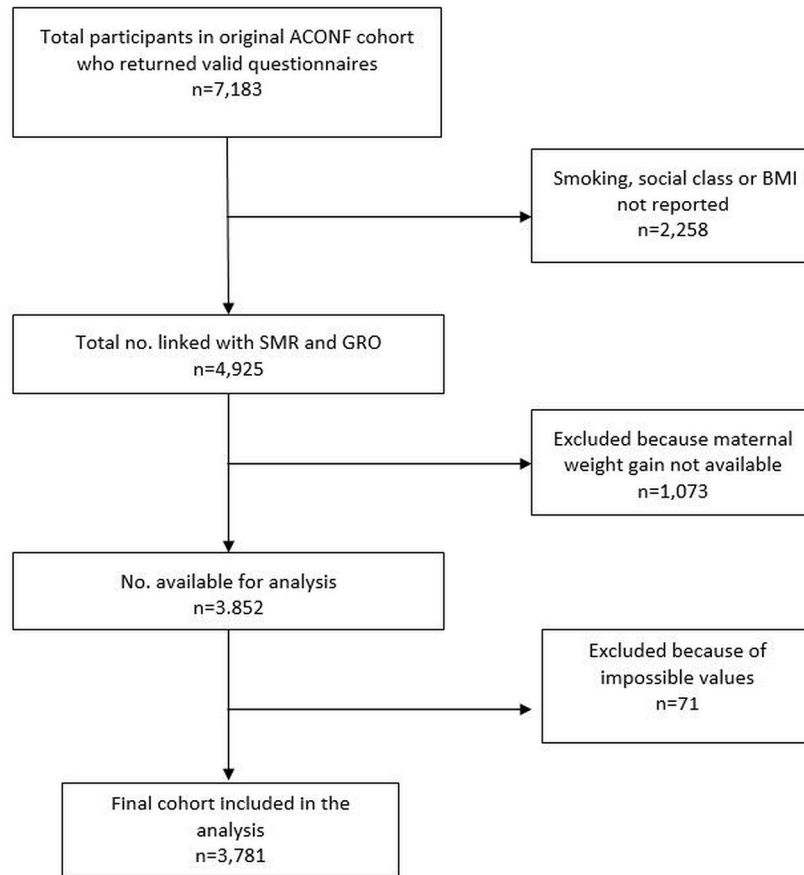 Total participants in original ACONF cohort
who returned valid questionnaires
n=7,183
Smoking, social class or BMI
not reported
n=2,258
Total no. linked with SMR and GRO
n=4,925
Excluded because maternal
weight gain not available
n=1,073
No. available for analysis
n=3.852
Excluded because of
impossible values
n=71
Final cohort included in the
analysis
n=3,781